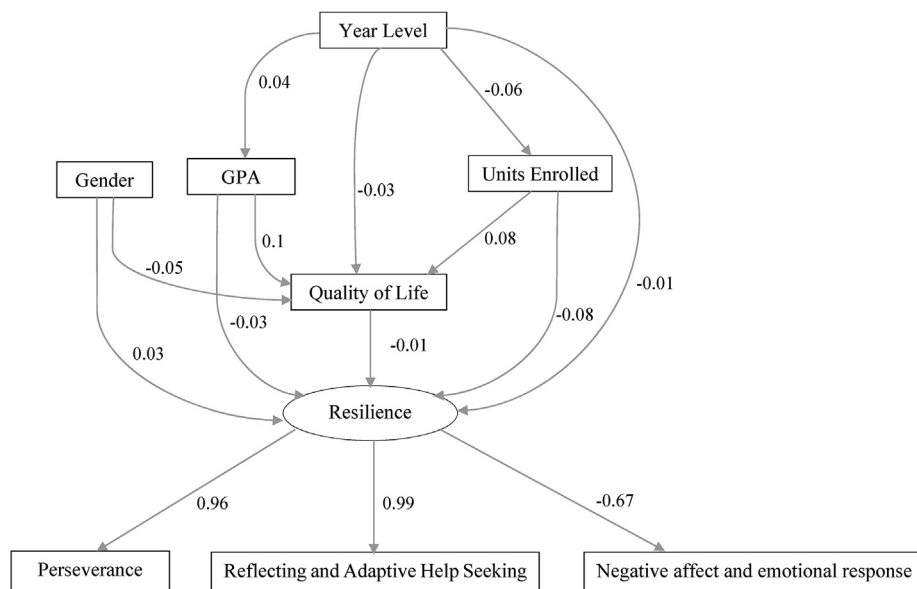 Year Level
0.04
-0.06
Gender
GPA
-0.03
Units Enrolled
0.1
0.08
-0.05
Quality of Life
-0.01
-0.03
-0.01
-0.08
0.03
Resilience
0.96
0.99
-0.67
Perseverance
Reflecting and Adaptive Help Seeking
Negative affect and emotional response